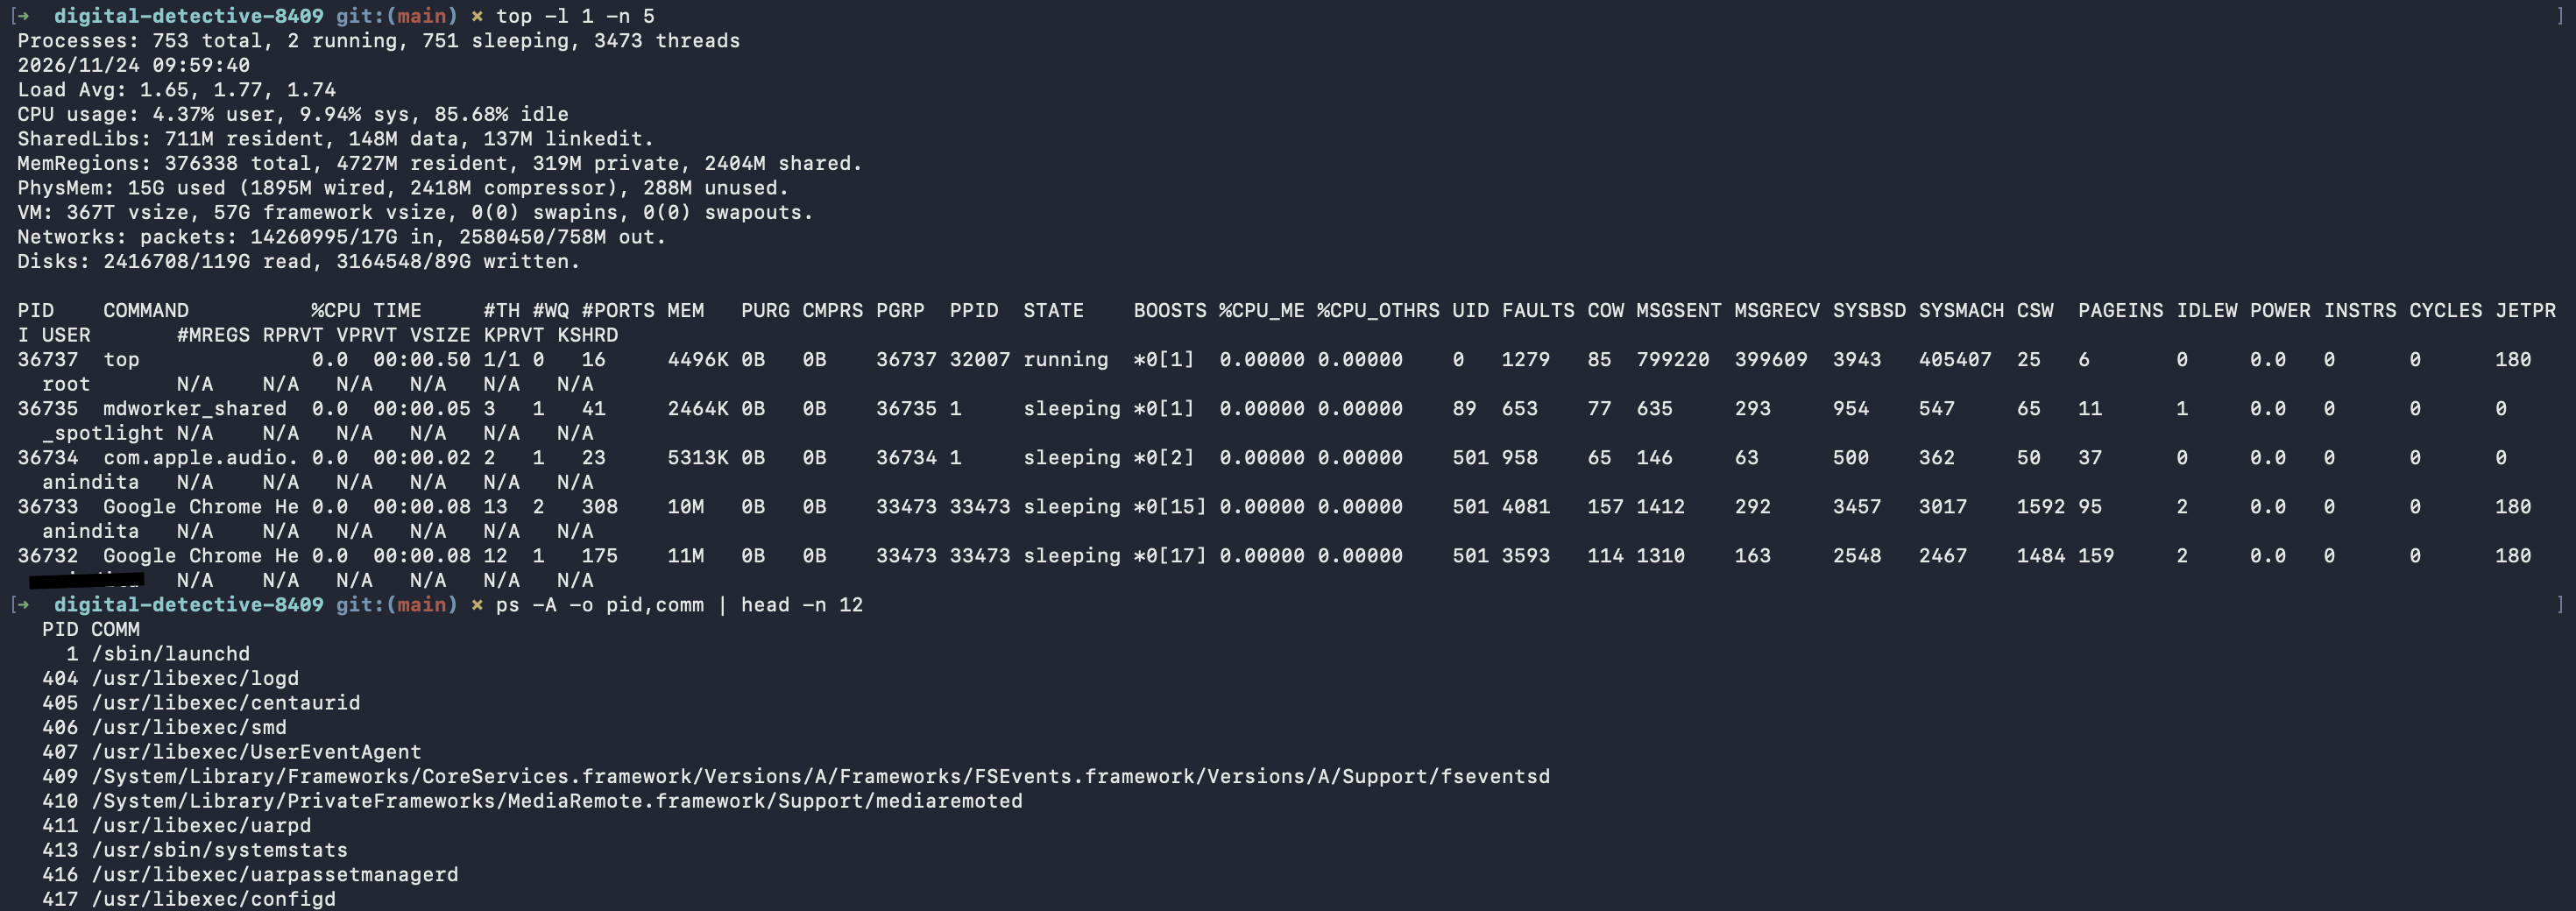 [➜  digital-detective-8409 git:(main) × top -l 1 -n 5 ]
Processes: 753 total, 2 running, 751 sleeping, 3473 threads
2026/11/24 09:59:40
Load Avg: 1.65, 1.77, 1.74
CPU usage: 4.37% user, 9.94% sys, 85.68% idle
SharedLibs: 711M resident, 148M data, 137M linkedit.
MemRegions: 376338 total, 4727M resident, 319M private, 2404M shared.
PhysMem: 15G used (1895M wired, 2418M compressor), 288M unused.
VM: 367T vsize, 57G framework vsize, 0(0) swapins, 0(0) swapouts.
Networks: packets: 14260995/17G in, 2580450/758M out.
Disks: 2416708/119G read, 3164548/89G written.
PID    COMMAND          %CPU TIME     #TH #WQ #PORTS MEM   PURG CMPRS PGRP  PPID  STATE    BOOSTS %CPU_ME %CPU_OTHRS UID FAULTS COW MSGSENT MSGRECV SYSBSD SYSMACH CSW  PAGEINS IDLEW POWER INSTRS CYCLES JETPR
I USER       #MREGS RPRVT VPRVT VSIZE KPRVT KSHRD
36737  top              0.0  00:00.50 1/1 0   16     4496K 0B   0B    36737 32007 running  *0[1]  0.00000 0.00000    0   1279   85  799220  399609  3943   405407  25   6       0     0.0   0      0      180
  root       N/A    N/A   N/A   N/A   N/A   N/A
36735  mdworker_shared  0.0  00:00.05 3   1   41     2464K 0B   0B    36735 1     sleeping *0[1]  0.00000 0.00000    89  653    77  635     293     954    547     65   11      1     0.0   0      0      0
  _spotlight N/A    N/A   N/A   N/A   N/A   N/A
36734  com.apple.audio. 0.0  00:00.02 2   1   23     5313K 0B   0B    36734 1     sleeping *0[2]  0.00000 0.00000    501 958    65  146     63      500    362     50   37      0     0.0   0      0      0
  anindita   N/A    N/A   N/A   N/A   N/A   N/A
36733  Google Chrome He 0.0  00:00.08 13  2   308    10M   0B   0B    33473 33473 sleeping *0[15] 0.00000 0.00000    501 4081   157 1412    292     3457   3017    1592 95      2     0.0   0      0      180
  anindita   N/A    N/A   N/A   N/A   N/A   N/A
36732  Google Chrome He 0.0  00:00.08 12  1   175    11M   0B   0B    33473 33473 sleeping *0[17] 0.00000 0.00000    501 3593   114 1310    163     2548   2467    1484 159     2     0.0   0      0      180
N/A    N/A   N/A   N/A   N/A   N/A
[➜  digital-detective-8409 git:(main) × ps -A -o pid,comm | head -n 12 ]
  PID COMM
    1 /sbin/launchd
  404 /usr/libexec/logd
  405 /usr/libexec/centaurid
  406 /usr/libexec/smd
  407 /usr/libexec/UserEventAgent
  409 /System/Library/Frameworks/CoreServices.framework/Versions/A/Frameworks/FSEvents.framework/Versions/A/Support/fseventsd
  410 /System/Library/PrivateFrameworks/MediaRemote.framework/Support/mediaremoted
  411 /usr/libexec/uarpd
  413 /usr/sbin/systemstats
  416 /usr/libexec/uarpassetmanagerd
  417 /usr/libexec/configd